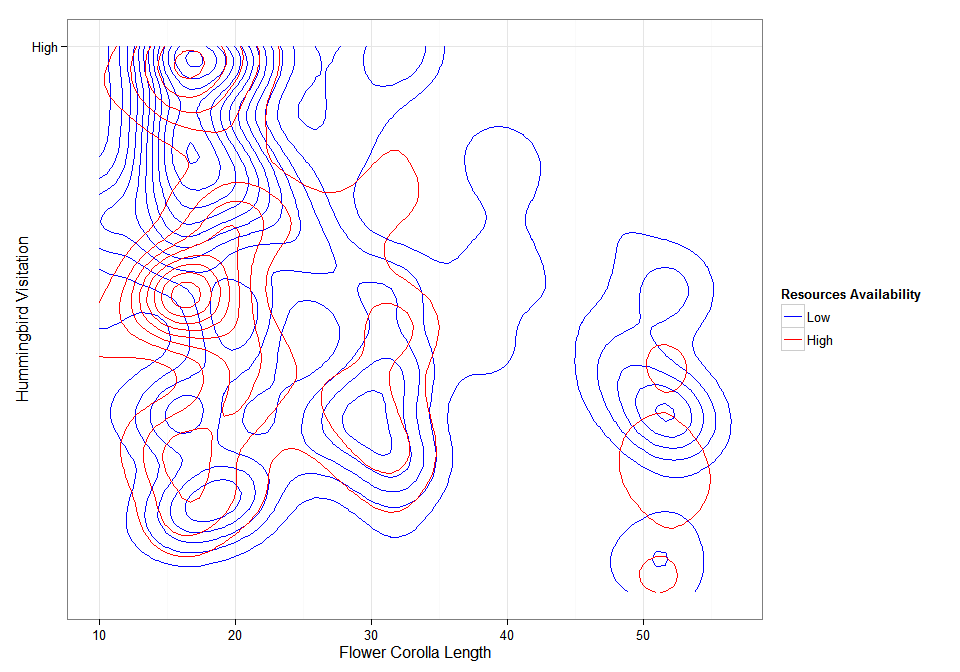 High
Hummingbird Visitation
10 20 30 40 50
Flower Corolla Length
Resources Availability
Low
High